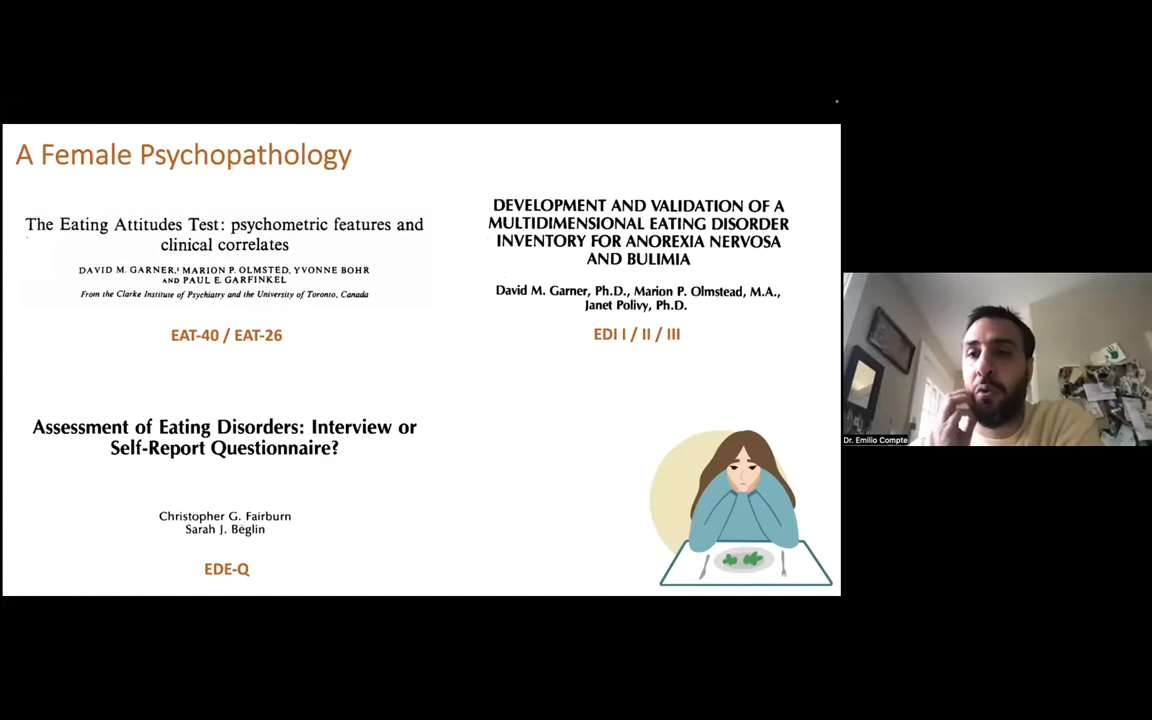 A Female Psychopathology
The Eating Attitudes Test: psychometric features and
clinical correlates
DAVID M. GARNER,¹ MARION P. OLMSTED, YVONNE BOHR
AND PAUL E. GARFINKEL
From the Clarke Institute of Psychiatry and the University of Toronto, Canada
EAT-40 / EAT-26
DEVELOPMENT AND VALIDATION OF A
MULTIDIMENSIONAL EATING DISORDER
INVENTORY FOR ANOREXIA NERVOSA
AND BULIMIA
David M. Garner, Ph.D., Marion P. Olmstead, M.A.,
Janet Polivy, Ph.D.
EDI I / II / III
Assessment of Eating Disorders: Interview or
Self-Report Questionnaire?
Christopher G. Fairburn
Sarah J. Bèglin
EDE-Q
Dr. Emilio Compte